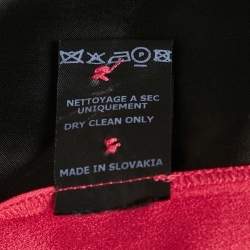 NETTOYAGE A SEC
UNIQUEMENT
DRY CLEAN ONLY
MADE IN SLOVAKIA